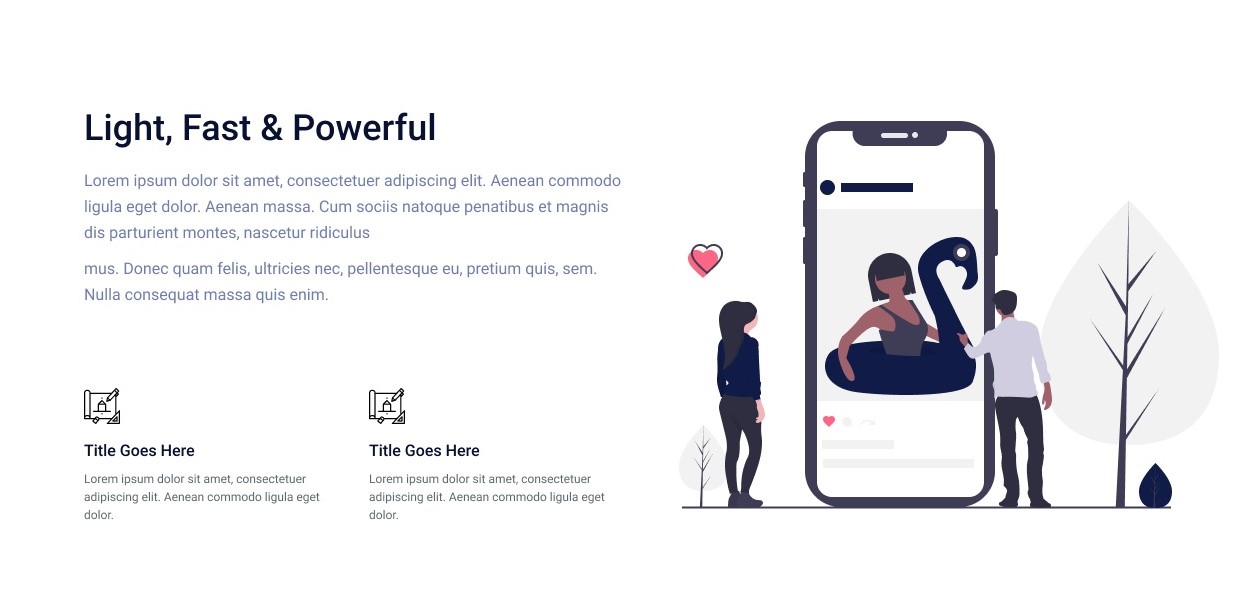 Light, Fast & Powerful
Lorem ipsum dolor sit amet, consectetuer adipiscing elit. Aenean commodo
ligula eget dolor. Aenean massa. Cum sociis natoque penatibus et magnis
dis parturient montes, nascetur ridiculus
mus. Donec quam felis, ultricies nec, pellentesque eu, pretium quis, sem.
Nulla consequat massa quis enim.
Title Goes Here
Lorem ipsum dolor sit amet, consectetuer
adipiscing elit. Aenean commodo ligula eget
dolor.
Title Goes Here
Lorem ipsum dolor sit amet, consectetuer
adipiscing elit. Aenean commodo ligula eget
dolor.